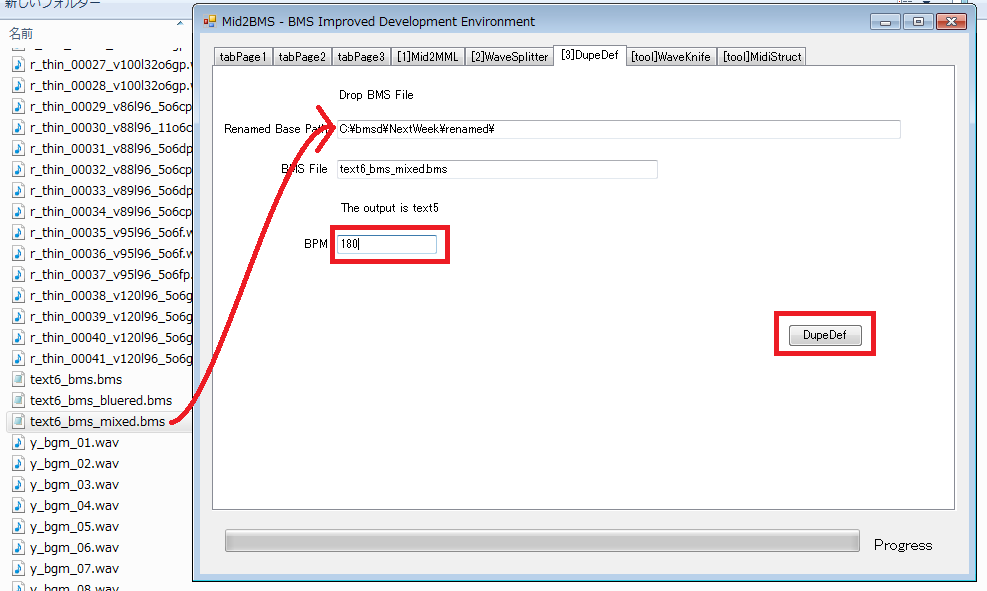 新しいフォルダー
名前
r_thin_00027_v100l32o6gp.w
r_thin_00028_v100l32o6gp.w
r_thin_00029_v86l96_5o6cp
r_thin_00030_v88l96_11o6c
r_thin_00031_v88l96_5o6dp
r_thin_00032_v88l96_5o6cp
r_thin_00033_v89l96_5o6dp
r_thin_00034_v89l96_5o6cp
r_thin_00035_v95l96_5o6f.w
r_thin_00036_v95l96_5o6f.w
r_thin_00037_v95l96_5o6fp.
r_thin_00038_v120l96_5o6g
r_thin_00039_v120l96_5o6g
r_thin_00040_v120l96_5o6g
r_thin_00041_v120l96_5o6g
text6_bms.bms
text6_bms_bluered.bms
text6_bms_mixed.bms
y_bgm_01.wav
y_bgm_02.wav
y_bgm_03.wav
y_bgm_04.wav
y_bgm_05.wav
y_bgm_06.wav
y_bgm_07.wav
y_bgm_08.wav
Mid2BMS - BMS Improved Development Environment
tabPage1 tabPage2 tabPage3 [1]Mid2MML [2]WaveSplitter [3]DupeDef [tool]WaveKnife [tool]MidiStruct
Drop BMS File
Renamed Base Path C:¥bmsd¥NextWeek¥renamed¥
BMS File text6_bms_mixed.bms
The output is text5
BPM 180
DupeDef
Progress